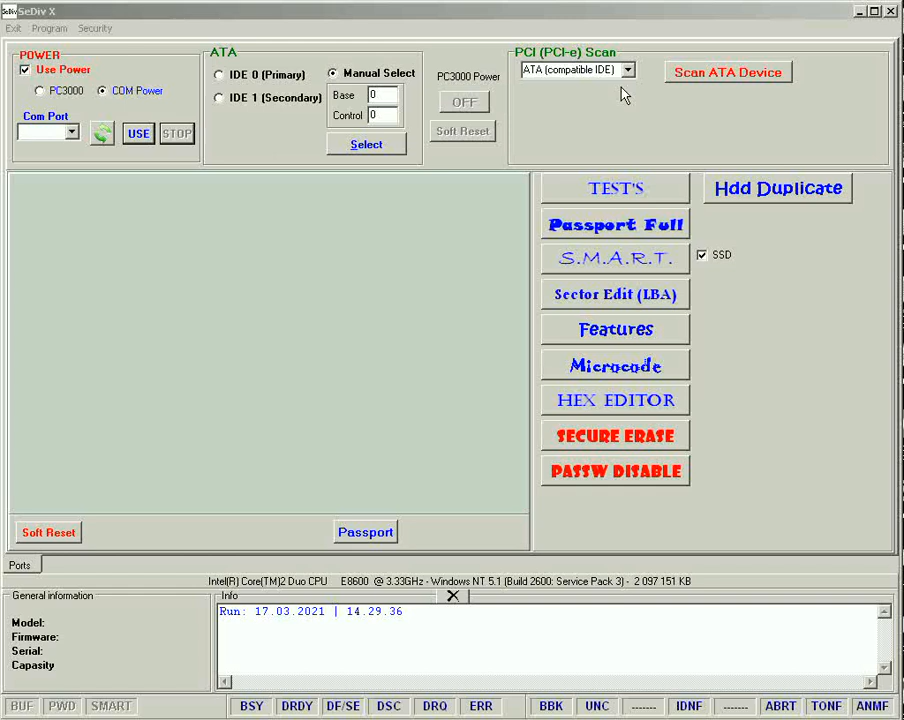 SeDiv SeDiv X
Exit Program Security
POWER
Use Power
PC3000 COM Power
Com Port
USE STOP
ATA
IDE 0 (Primary)
IDE 1 (Secondary)
Manual Select
Base 0
Control 0
Select
PC3000 Power
OFF
Soft Reset
PCI (PCI-e) Scan
ATA (compatible IDE)
Scan ATA Device
TEST'S
Hdd Duplicate
Passport Full
S.M.A.R.T.
SSD
Sector Edit (LBA)
Features
Microcode
HEX EDITOR
SECURE ERASE
PASSW DISABLE
Soft Reset
Passport
Ports
Intel(R) Core(TM)2 Duo CPU E8600 @ 3.33GHz - Windows NT 5.1 (Build 2600: Service Pack 3) - 2 097 151 KB
General information
Model:
Firmware:
Serial:
Capasity
Info
Run: 17.03.2021 | 14.29.36
BUF PWD SMART BSY DRDY DF/SE DSC DRQ ERR BBK UNC ------- IDNF ------- ABRT TONF ANMF